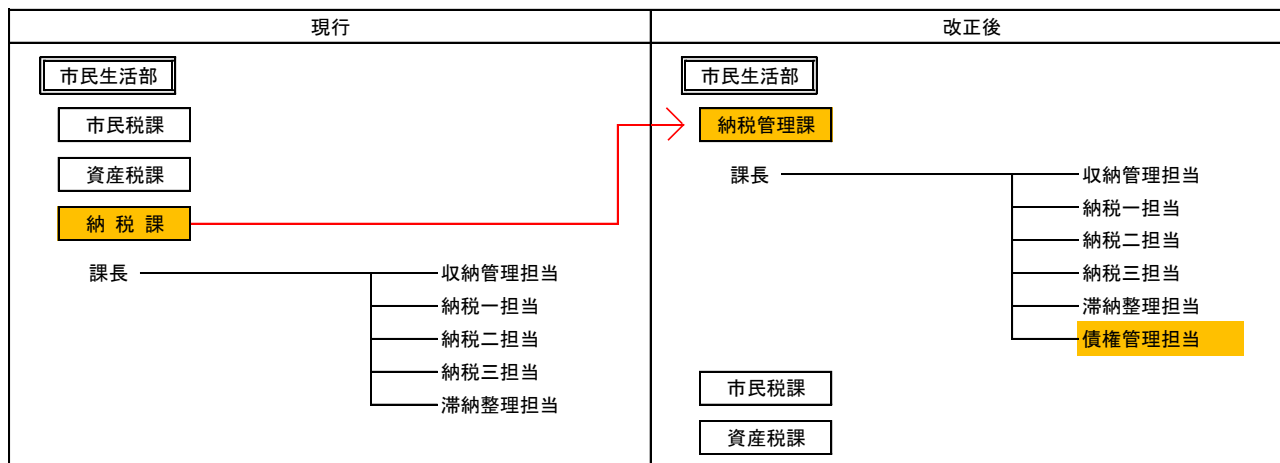 現行
市民生活部
市民税課
資産税課
納税課
課長
収納管理担当
納税一担当
納税二担当
納税三担当
滞納整理担当
改正後
市民生活部
納税管理課
課長
収納管理担当
納税一担当
納税二担当
納税三担当
滞納整理担当
債権管理担当
市民税課
資産税課